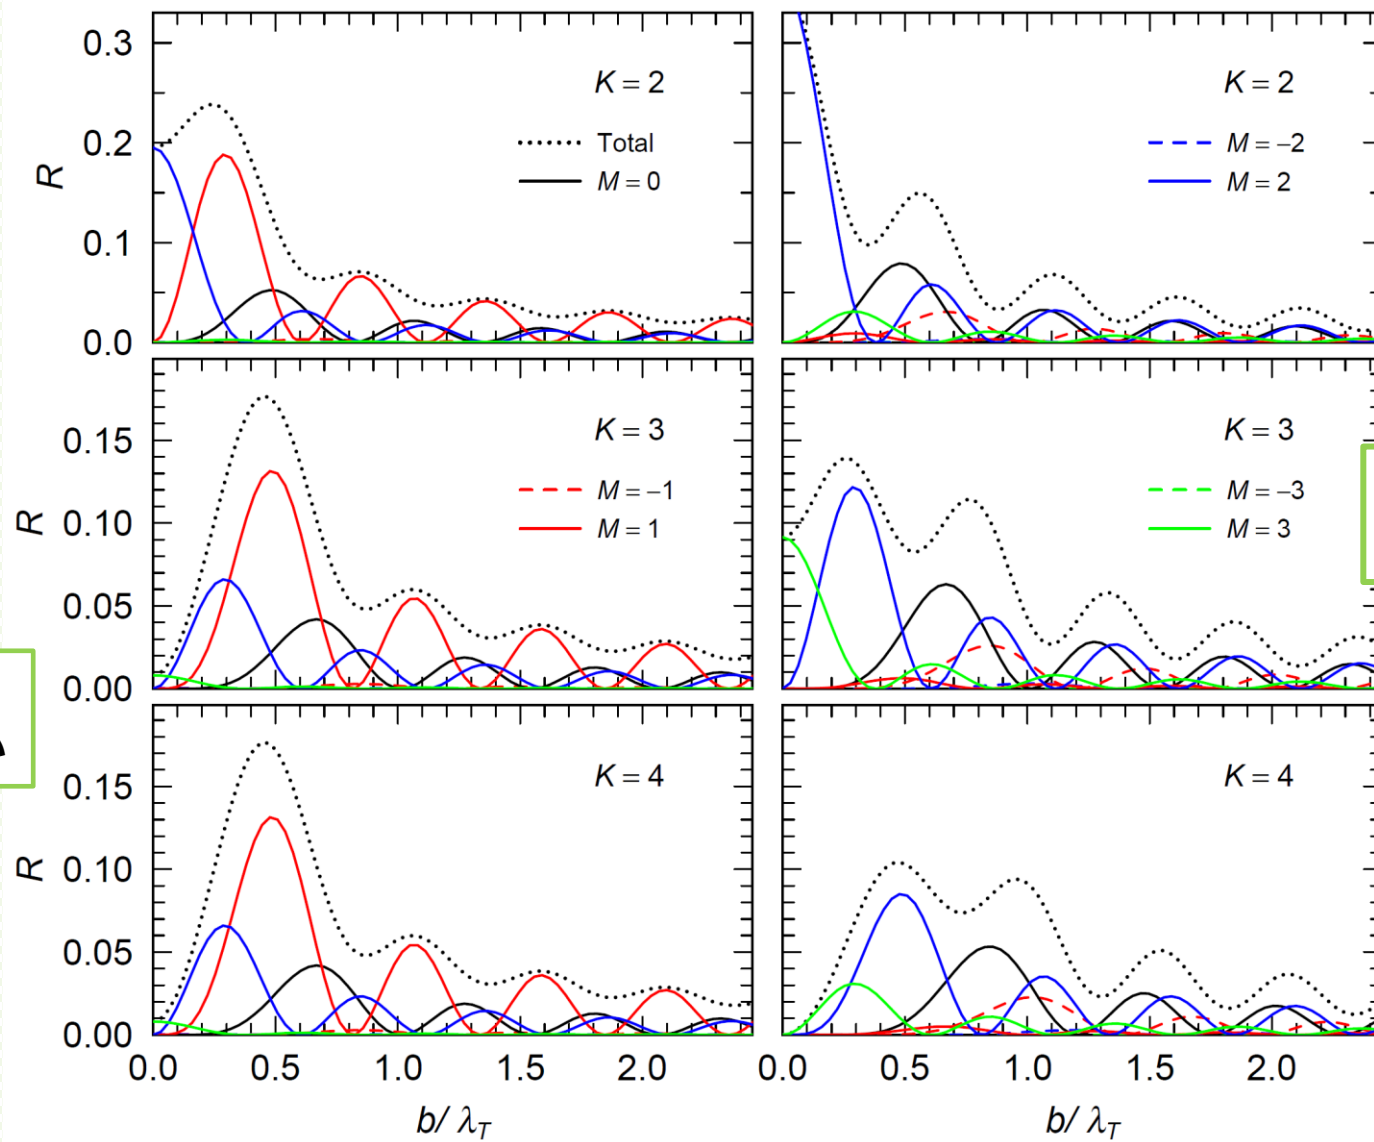 0.3
0.2
0.1
0.0
R
K = 2
Total
M = 0
K = 2
M = –2
M = 2
0.15
0.10
0.05
0.00
R
K = 3
M = –1
M = 1
K = 3
M = –3
M = 3
0.15
0.10
0.05
0.00
R
K = 4
K = 4
0.0 0.5 1.0 1.5 2.0 0.0 0.5 1.0 1.5 2.0
b/ λT b/ λT